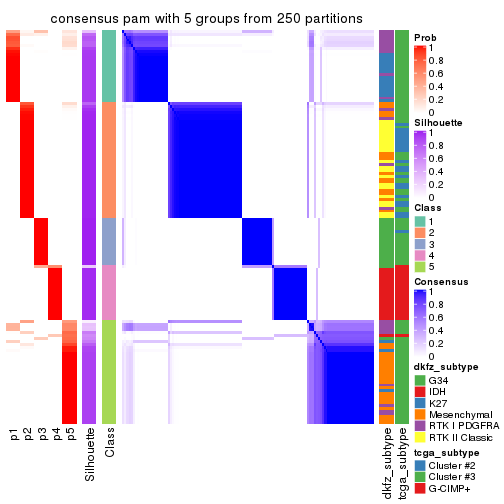 consensus pam with 5 groups from 250 partitions
Prob
1
0.8
0.6
0.4
0.2
0
Silhouette
1
0.8
0.6
0.4
0.2
0
Class
1
2
3
4
5
Consensus
1
0.8
0.6
0.4
0.2
0
dkfz_subtype
G34
IDH
K27
Mesenchymal
RTK I PDGFRA
RTK II Classic
tcga_subtype
Cluster #2
Cluster #3
G-CIMP+
p1
p2
p3
p4
p5
Silhouette
Class
dkfz_subtype
tcga_subtype